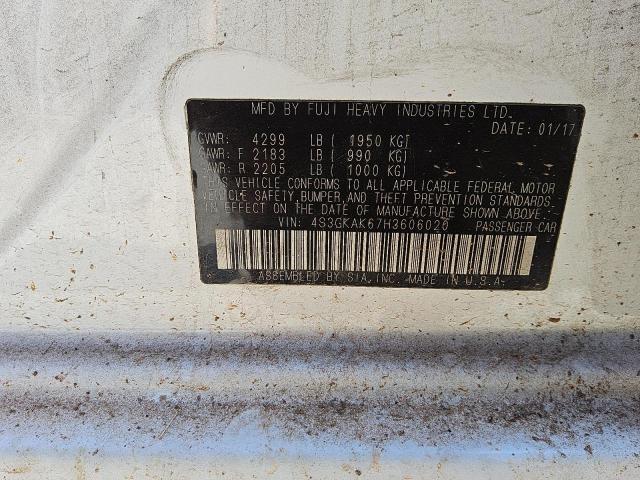 MFD BY FUJI HEAVY INDUSTRIES LTD.
DATE: 01/17
GVWR: 4299 LB ( 1950 KG)
GAWR: F 2183 LB ( 990 KG)
GAWR: R 2205 LB ( 1000 KG)
THIS VEHICLE CONFORMS TO ALL APPLICABLE FEDERAL MOTOR
VEHICLE SAFETY, BUMPER, AND THEFT PREVENTION STANDARDS
IN EFFECT ON THE DATE OF MANUFACTURE SHOWN ABOVE.
VIN: 4S3GKAK67H3606020 PASSENGER CAR
ASSEMBLED BY SIA, INC. MADE IN U.S.A.